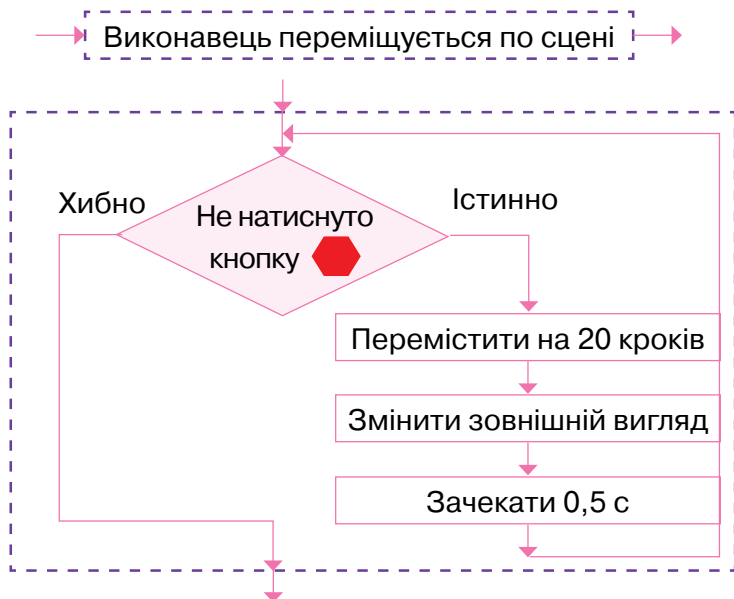 Виконавець переміщується по сцені
Хибно
Істинно
Не натиснуто
кнопку
Перемістити на 20 кроків
Змінити зовнішній вигляд
Зачекати 0,5 с